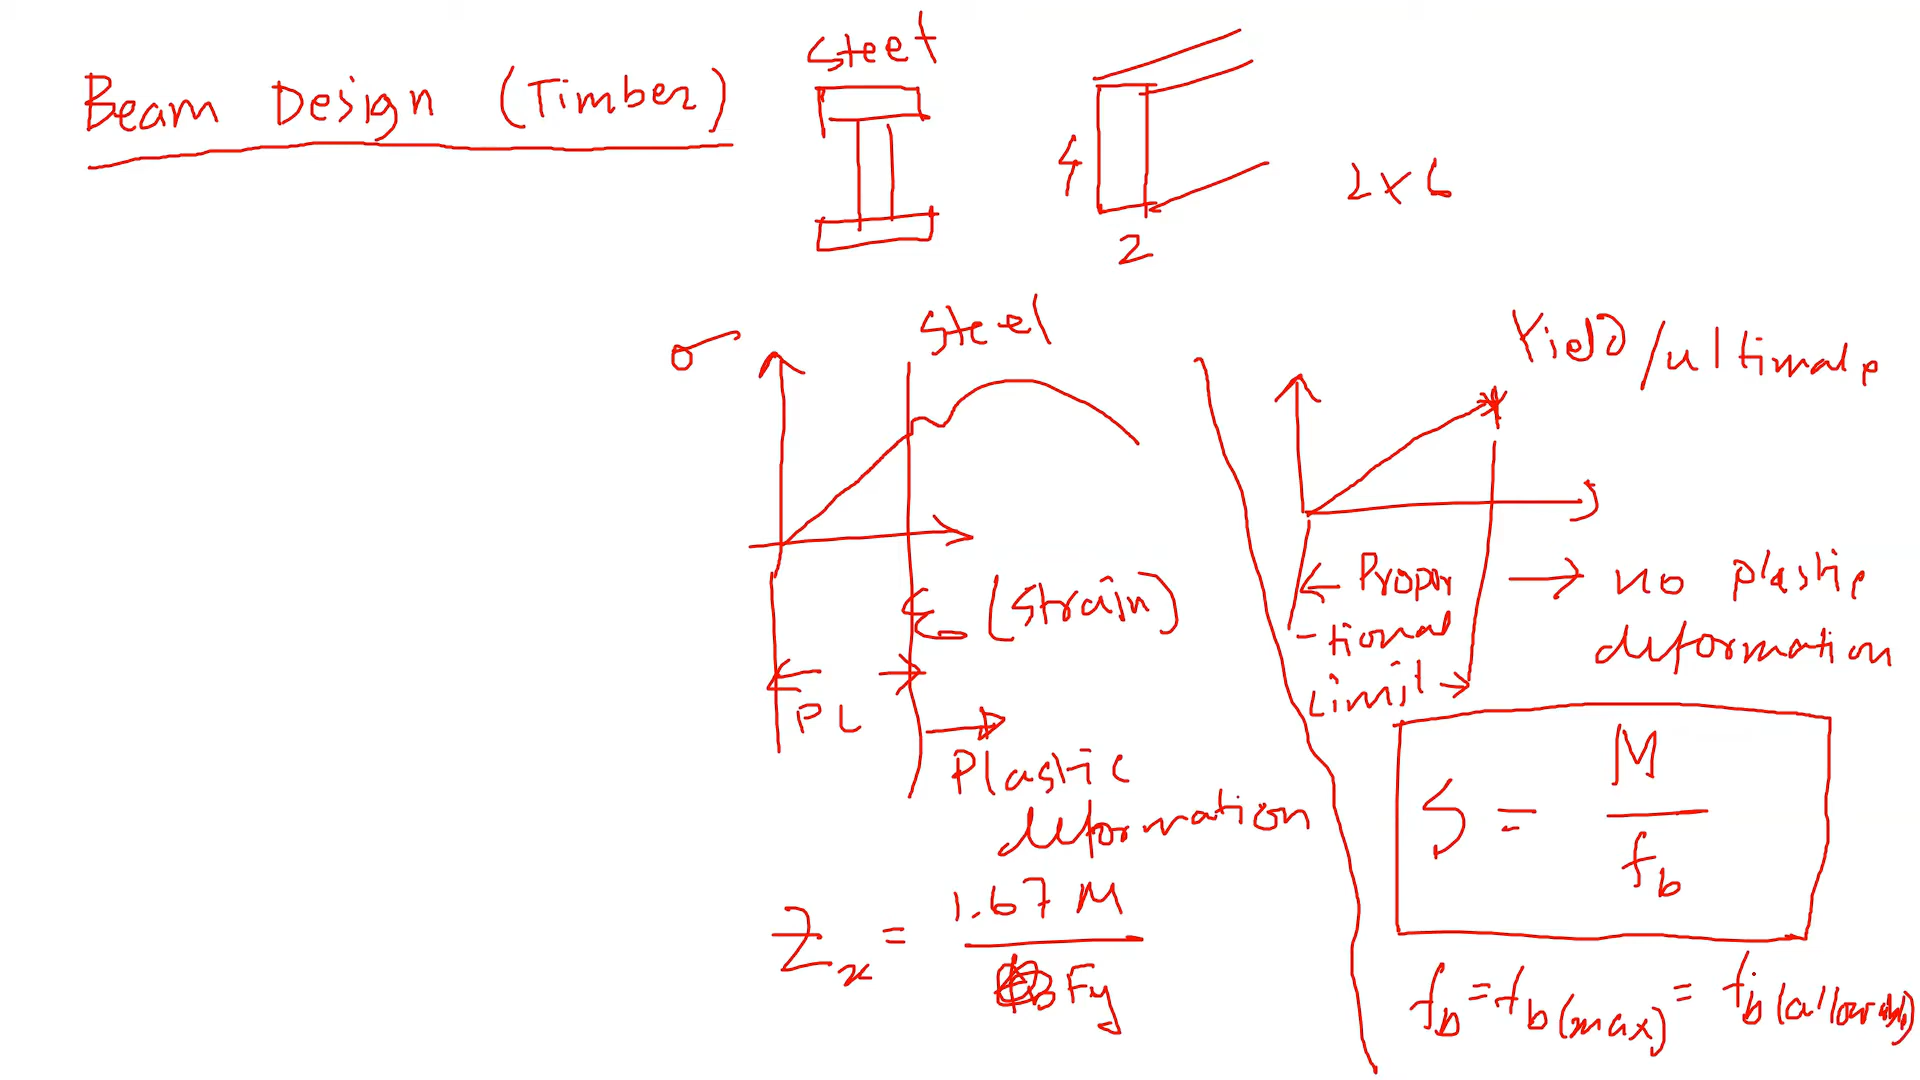 Beam Design (Timber)
Steel
4
2
2x6
σ
Steel
Yield/ultimate
ε (strain)
PL
Plastic
deformation
Propor
-tional
Limit
no plastic
deformation
Zx = 1.67 M / Fy
S = M / fb
fb = fb(max) = fb(allowable)